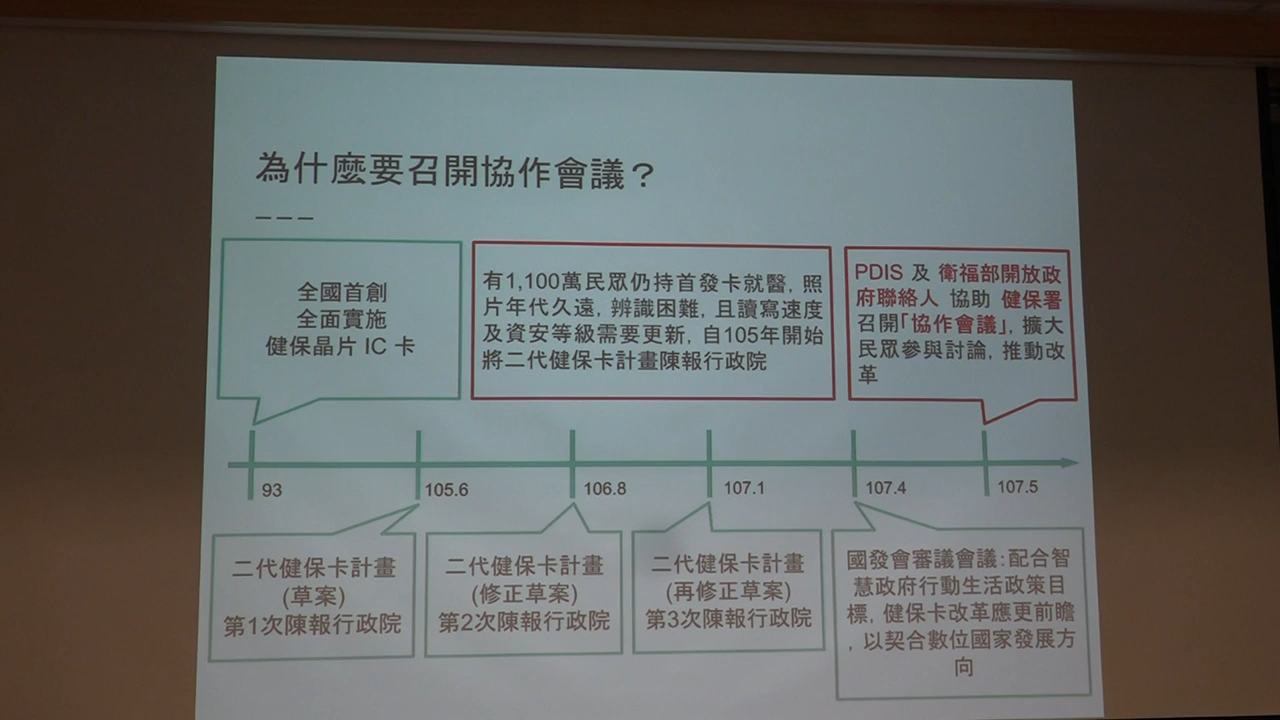 為什麼要召開協作會議？
---
全國首創
全面實施
健保晶片 IC 卡
有1,100萬民眾仍持首發卡就醫, 照
片年代久遠, 辨識困難, 且讀寫速度
及資安等級需要更新, 自105年開始
將二代健保卡計畫陳報行政院
PDIS 及 衛福部開放政
府聯絡人 協助 健保署
召開「協作會議」, 擴大
民眾參與討論, 推動改
革
93
105.6
106.8
107.1
107.4
107.5
二代健保卡計畫
(草案)
第1次陳報行政院
二代健保卡計畫
(修正草案)
第2次陳報行政院
二代健保卡計畫
(再修正草案)
第3次陳報行政院
國發會審議會議:配合智
慧政府行動生活政策目
標, 健保卡改革應更前瞻
, 以契合數位國家發展方
向